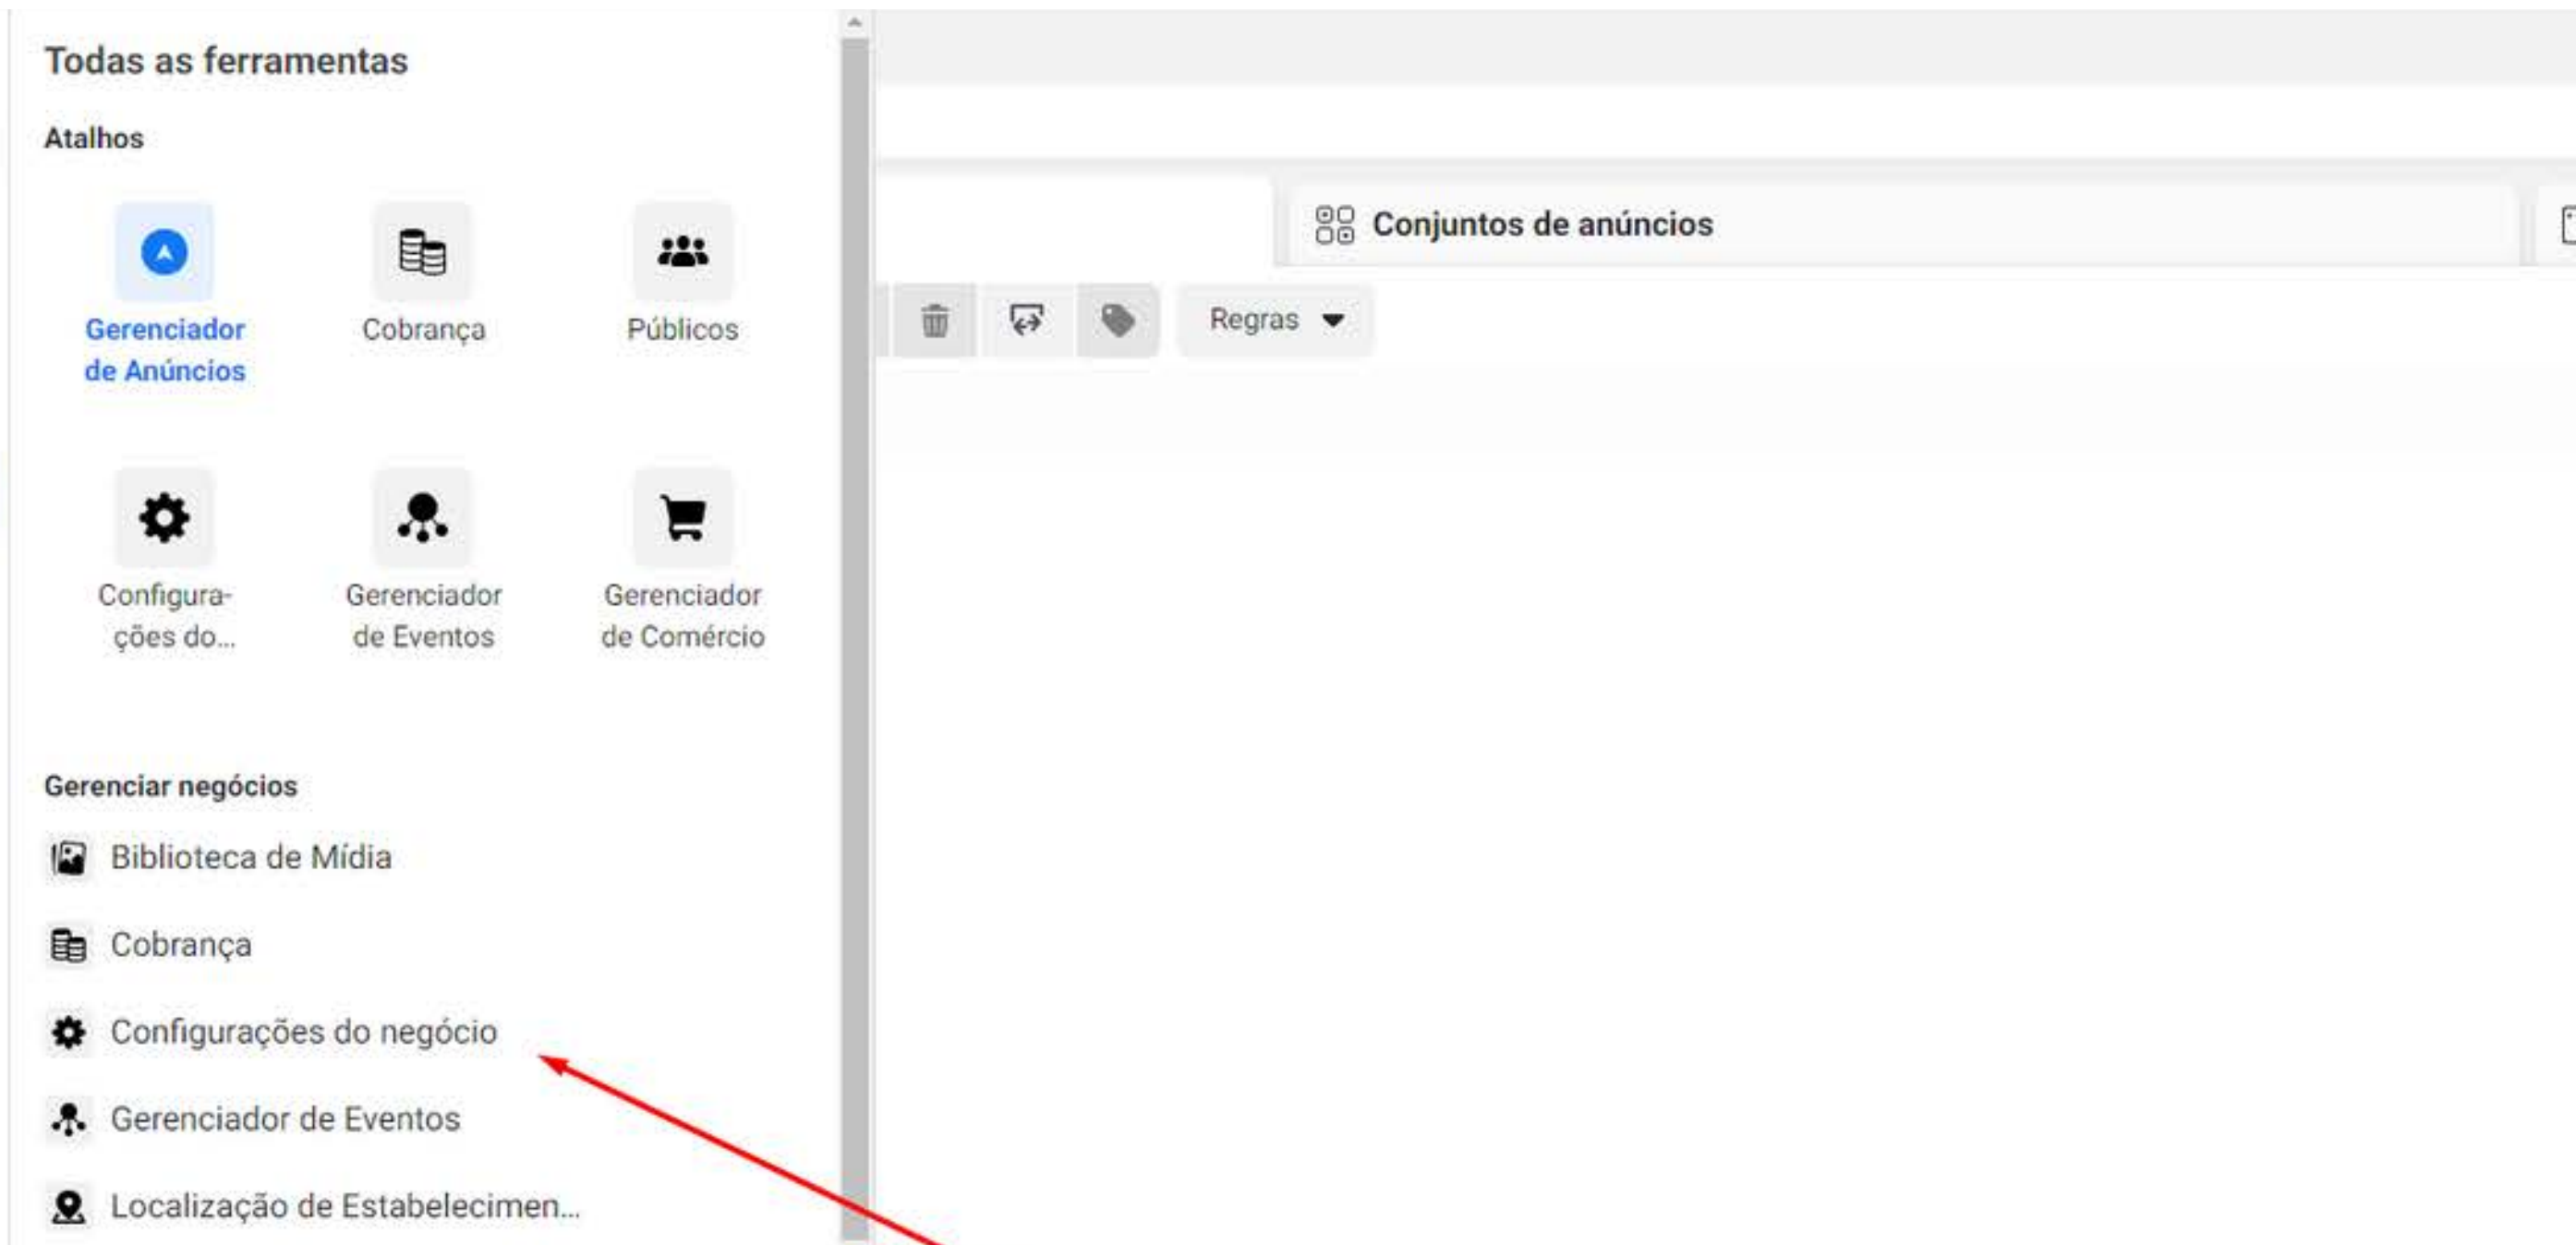 Todas as ferramentas
Atalhos
Gerenciador
de Anúncios
Cobrança
Públicos
Configura-
ções do...
Gerenciador
de Eventos
Gerenciador
de Comércio
Gerenciar negócios
Biblioteca de Mídia
Cobrança
Configurações do negócio
Gerenciador de Eventos
Localização de Estabelecimen...
Conjuntos de anúncios
Regras